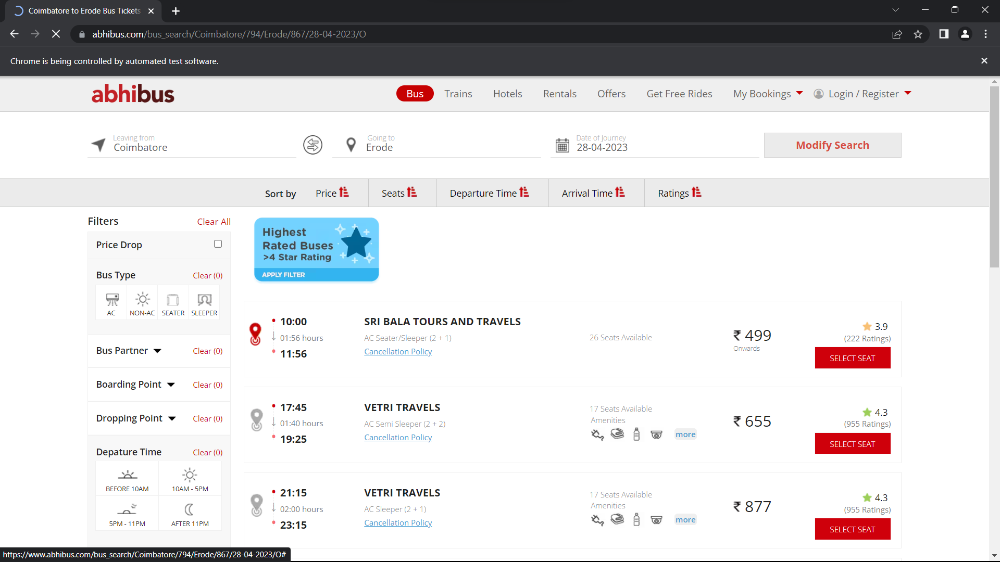 Coimbatore to Erode Bus Tickets
abhibus.com/bus_search/Coimbatore/794/Erode/867/28-04-2023/O
Chrome is being controlled by automated test software.
abhibus
Bus Trains Hotels Rentals Offers Get Free Rides My Bookings Login / Register
Leaving from
Coimbatore
Going to
Erode
Date of Journey
28-04-2023
Modify Search
Sort by Price Seats Departure Time Arrival Time Ratings
Filters Clear All
Price Drop
Bus Type Clear (0)
AC NON-AC SEATER SLEEPER
Bus Partner Clear (0)
Boarding Point Clear (0)
Dropping Point Clear (0)
Depature Time Clear (0)
BEFORE 10AM 10AM - 5PM
5PM - 11PM AFTER 11PM
Highest
Rated Buses
>4 Star Rating
APPLY FILTER
10:00
01:56 hours
11:56
SRI BALA TOURS AND TRAVELS
AC Seater/Sleeper (2 + 1)
Cancellation Policy
26 Seats Available
₹ 499
Onwards
3.9
(222 Ratings)
SELECT SEAT
17:45
01:40 hours
19:25
VETRI TRAVELS
AC Semi Sleeper (2 + 2)
Cancellation Policy
17 Seats Available
Amenities
more
₹ 655
4.3
(955 Ratings)
SELECT SEAT
21:15
02:00 hours
23:15
VETRI TRAVELS
AC Sleeper (2 + 1)
Cancellation Policy
17 Seats Available
Amenities
more
₹ 877
4.3
(955 Ratings)
SELECT SEAT
https://www.abhibus.com/bus_search/Coimbatore/794/Erode/867/28-04-2023/O#